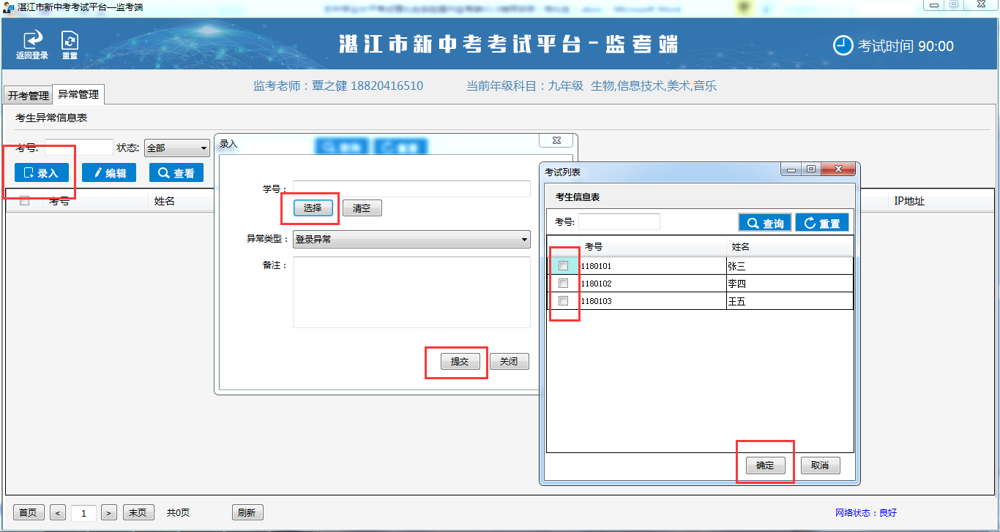 湛江市新中考考试平台—监考端
返回登录
重置
湛江市新中考考试平台-监考端
考试时间 90:00
监考老师：覃之健 18820416510
当前年级科目：九年级 生物,信息技术,美术,音乐
开考管理
异常管理
考生异常信息表
考号:
状态:
全部
录入
编辑
查看
考号
姓名
IP地址
录入
学号：
选择
清空
异常类型：
登录异常
备注：
提交
关闭
考试列表
考生信息表
考号:
查询
重置
考号 姓名
1180101 张三
1180102 李四
1180103 王五
确定
取消
首页
<
1
>
末页
共0页
刷新
网络状态：良好